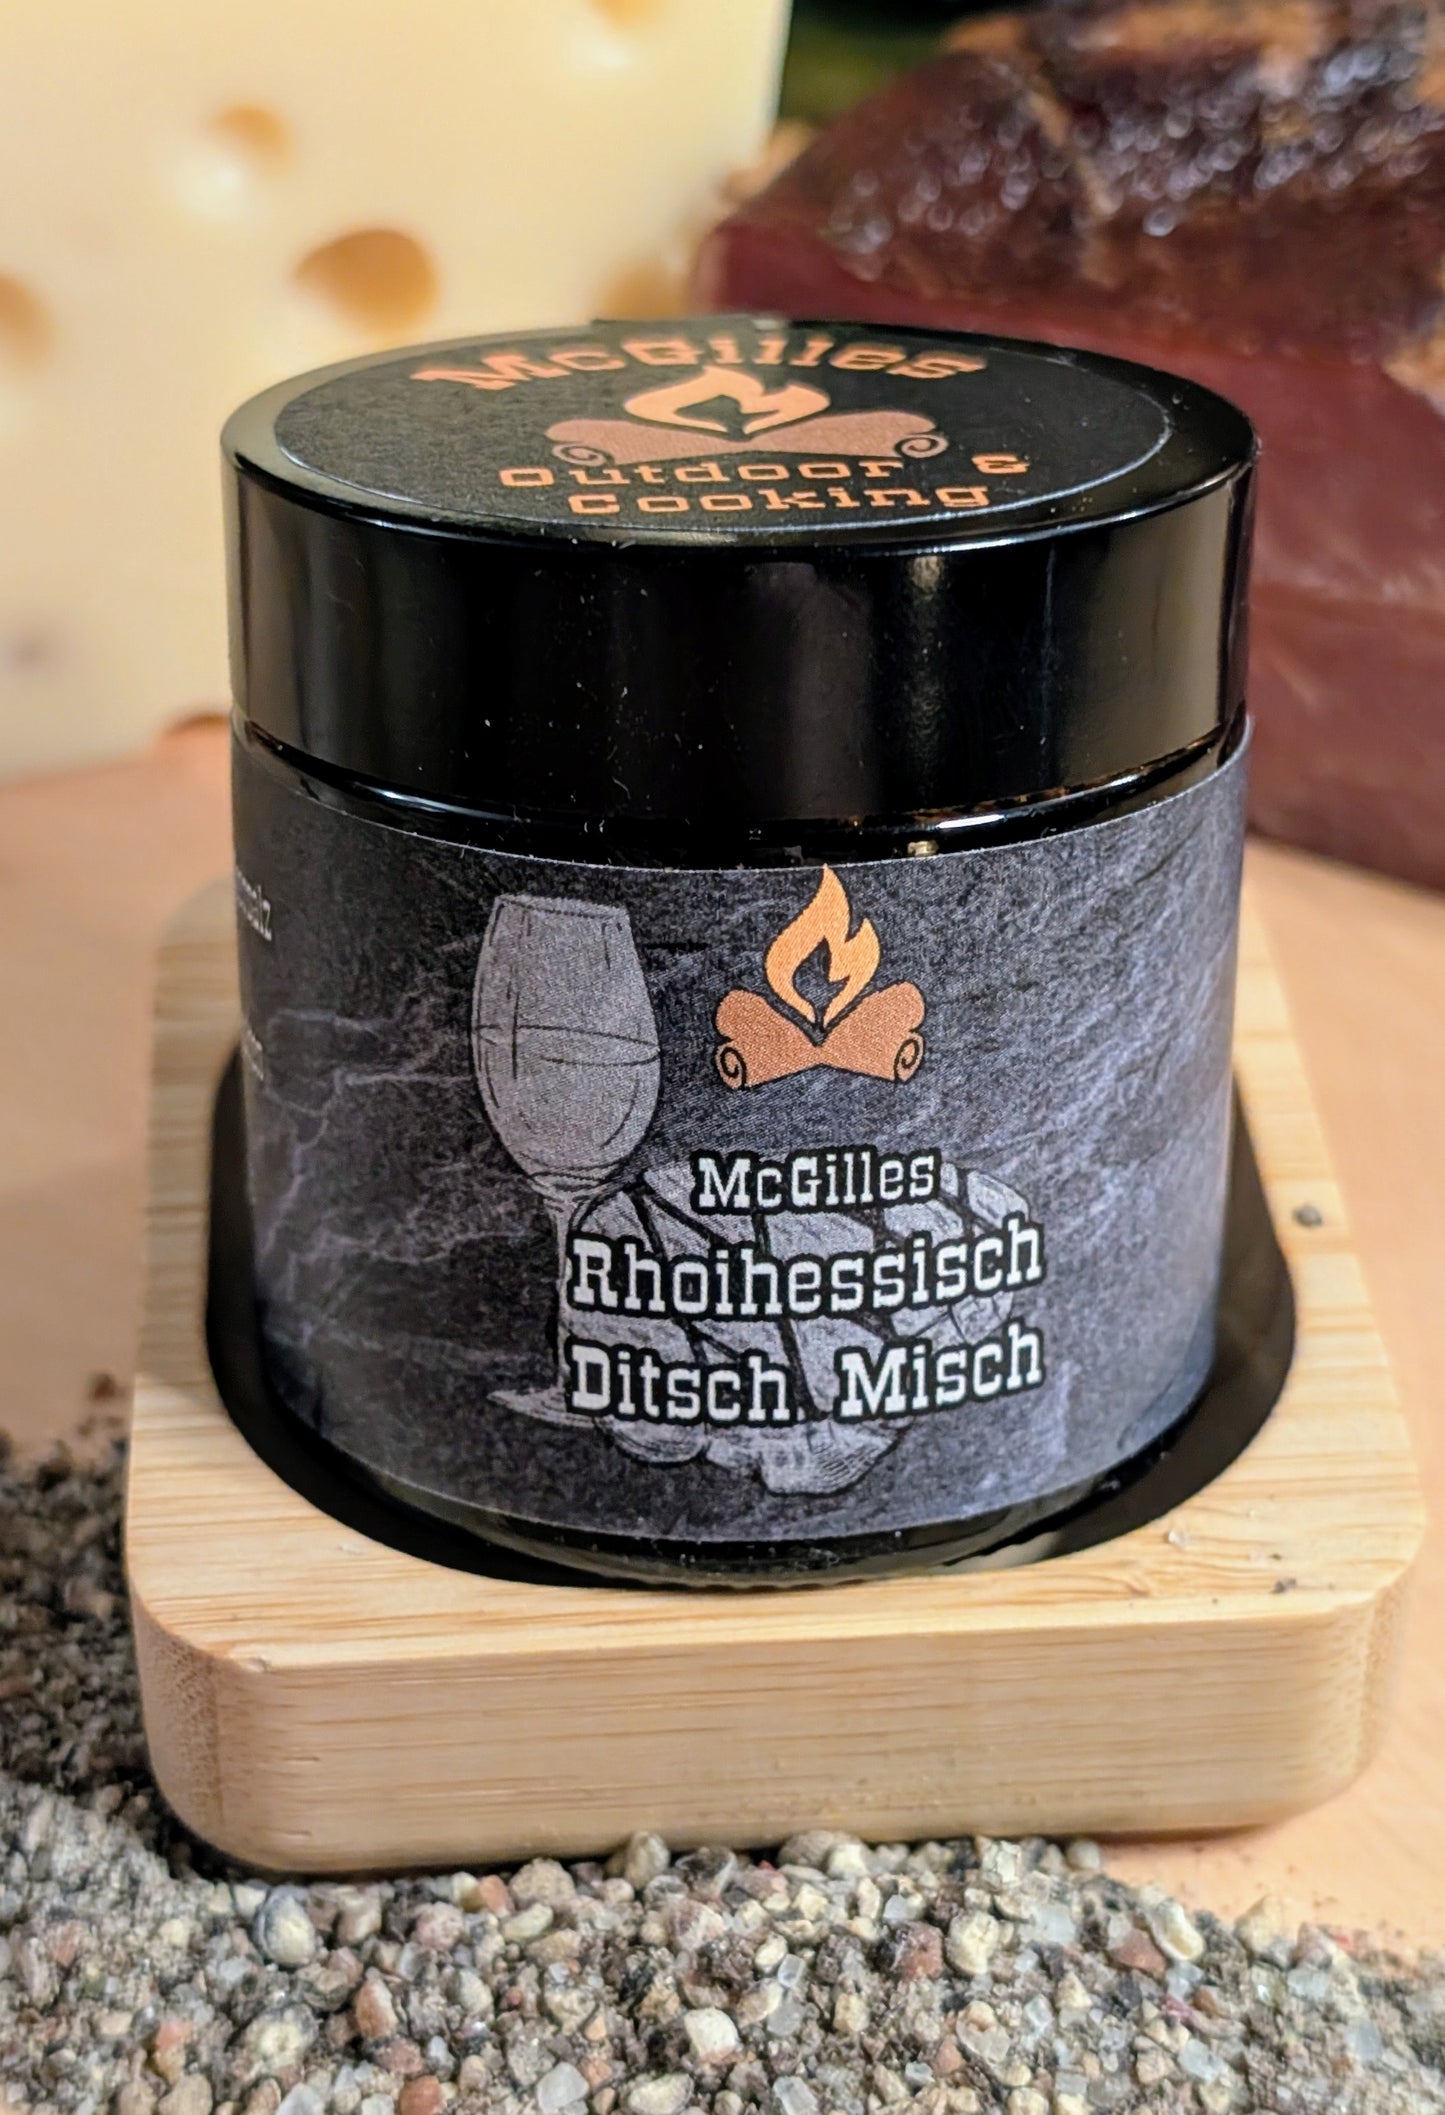 McGilles
Outdoor &
Cooking
McGilles
Rhoihessisch
Ditsch Misch